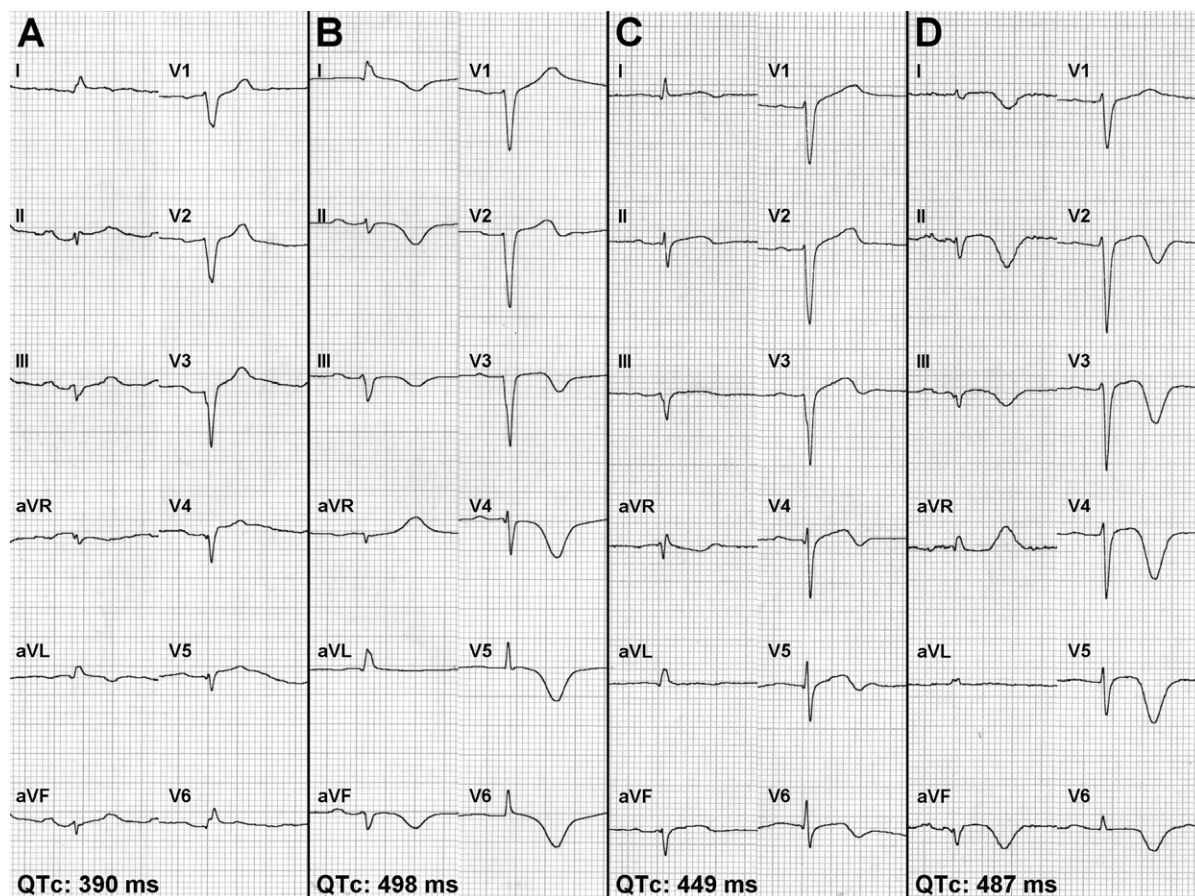 A
I
V1
II
V2
III
V3
aVR
V4
aVL
V5
aVF
V6
QTc: 390 ms
B
I
V1
II
V2
III
V3
aVR
V4
aVL
V5
aVF
V6
QTc: 498 ms
C
I
V1
II
V2
III
V3
aVR
V4
aVL
V5
aVF
V6
QTc: 449 ms
D
I
V1
II
V2
III
V3
aVR
V4
aVL
V5
aVF
V6
QTc: 487 ms